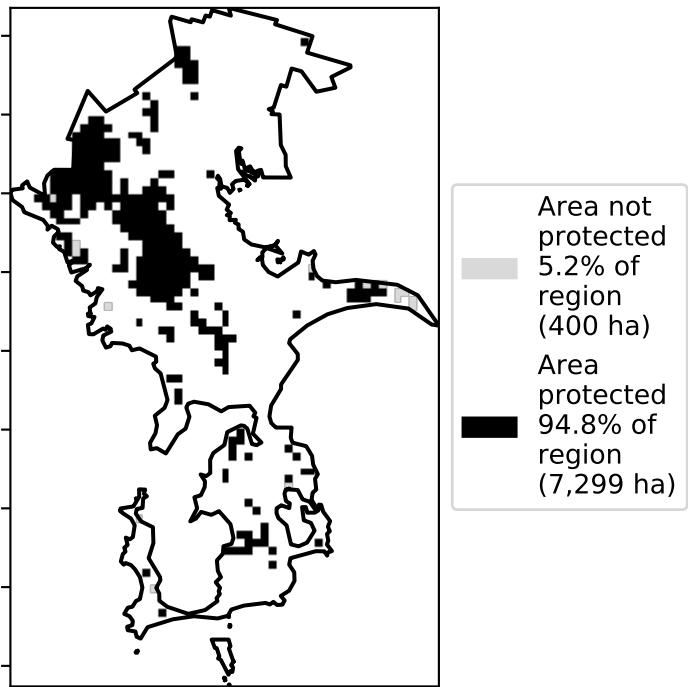 Area not
protected
5.2% of
region
(400 ha)
Area
protected
94.8% of
region
(7,299 ha)